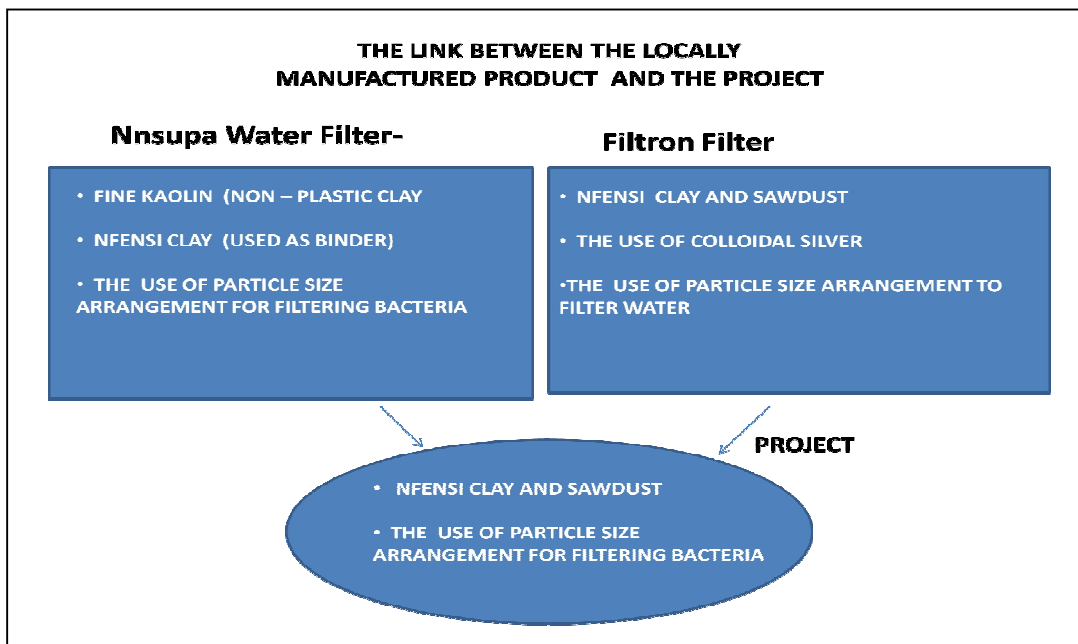 THE LINK BETWEEN THE LOCALLY
MANUFACTURED PRODUCT AND THE PROJECT
Nnsupa Water Filter-
• FINE KAOLIN (NON – PLASTIC CLAY
• NFENSI CLAY (USED AS BINDER)
• THE USE OF PARTICLE SIZE
ARRANGEMENT FOR FILTERING BACTERIA
Filtron Filter
• NFENSI CLAY AND SAWDUST
• THE USE OF COLLOIDAL SILVER
•THE USE OF PARTICLE SIZE ARRANGEMENT TO
FILTER WATER
PROJECT
• NFENSI CLAY AND SAWDUST
• THE USE OF PARTICLE SIZE
ARRANGEMENT FOR FILTERING BACTERIA